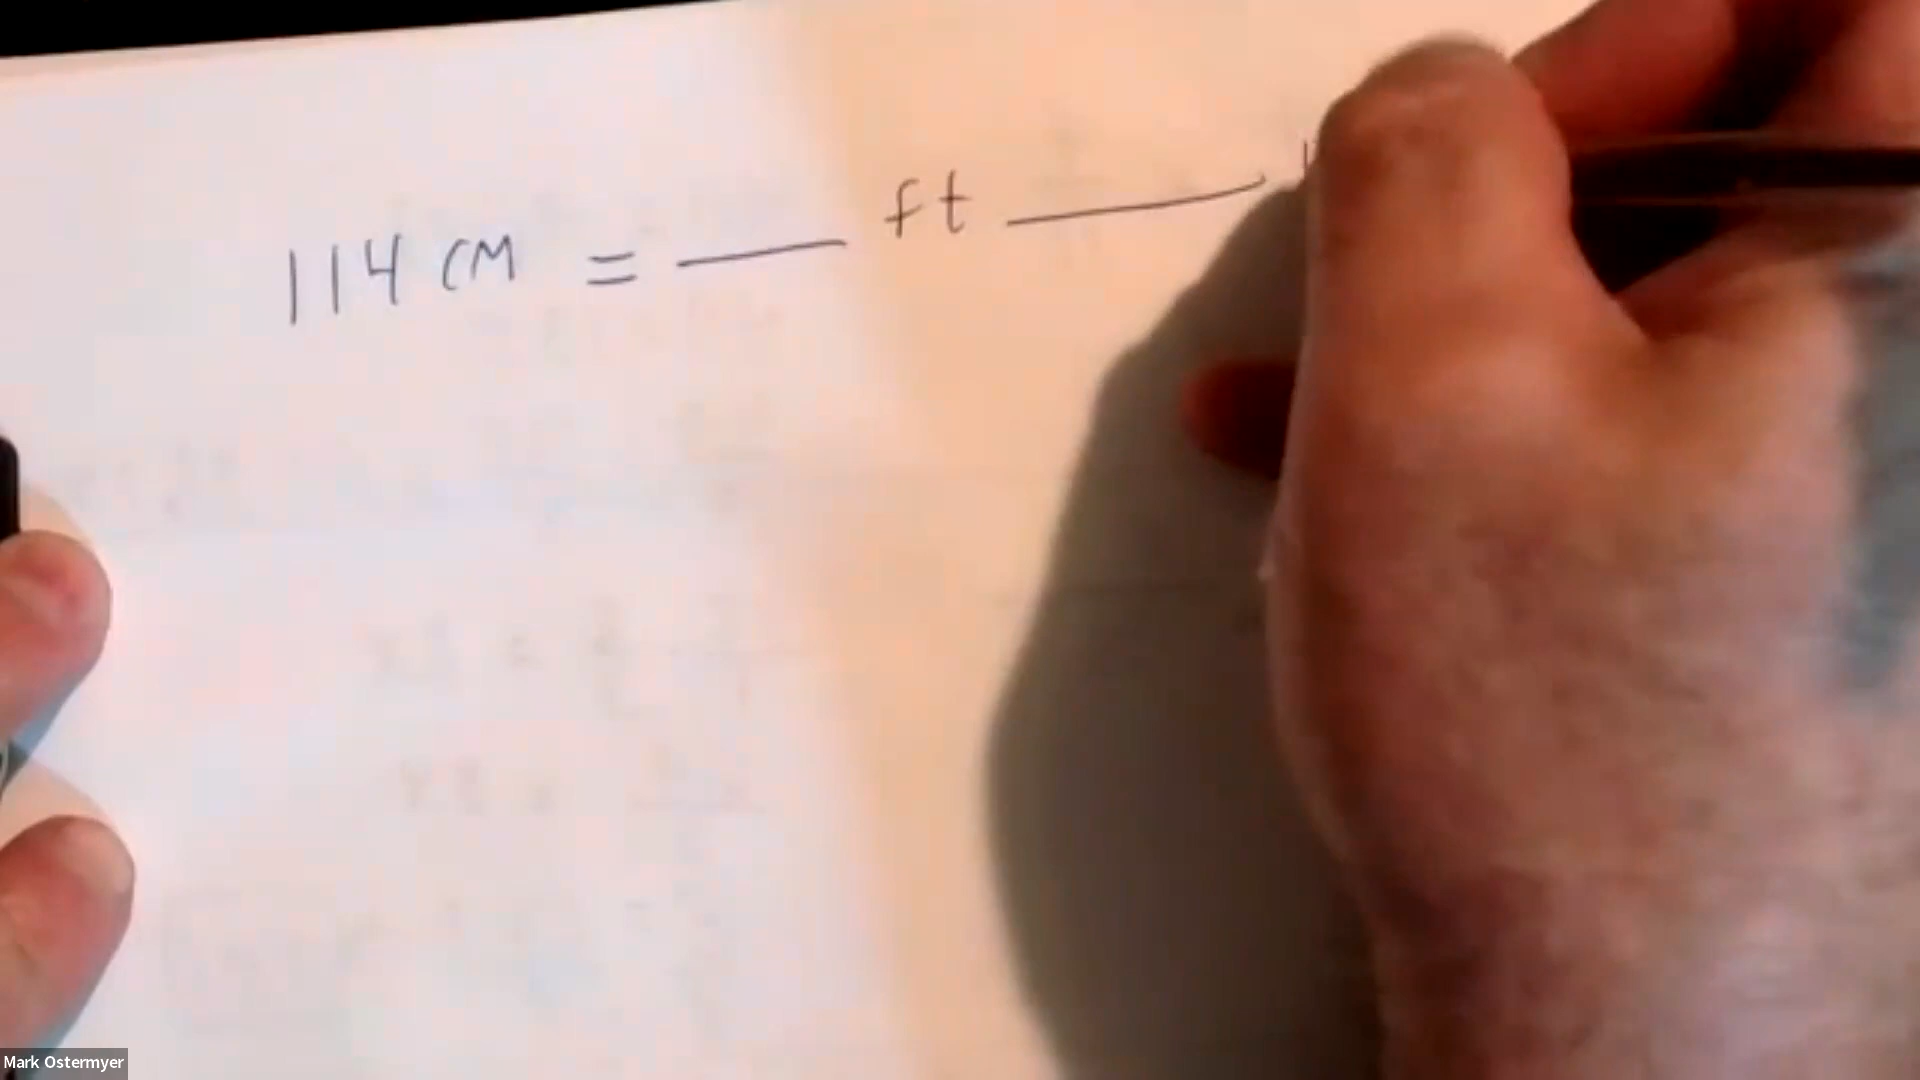 114 cm = ___ ft ___
Mark Ostermyer